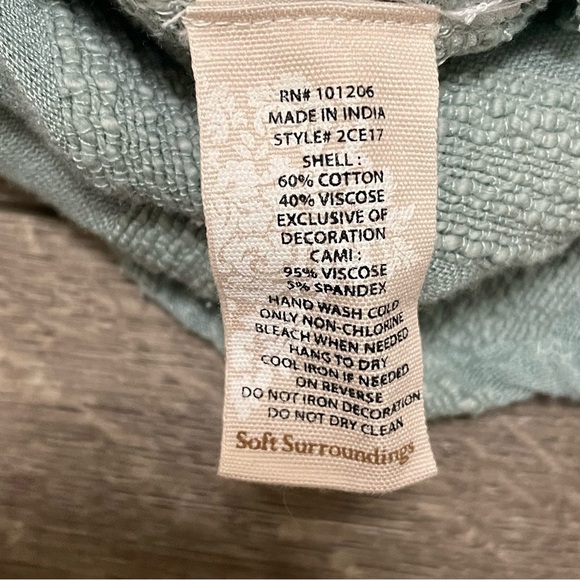 RN# 101206
MADE IN INDIA
STYLE# 2CE17
SHELL :
60% COTTON
40% VISCOSE
EXCLUSIVE OF
DECORATION
CAMI :
95% VISCOSE
5% SPANDEX
HAND WASH COLD
ONLY NON-CHLORINE
BLEACH WHEN NEEDED
HANG TO DRY
COOL IRON IF NEEDED
ON REVERSE
DO NOT IRON DECORATION
DO NOT DRY CLEAN
Soft Surroundings